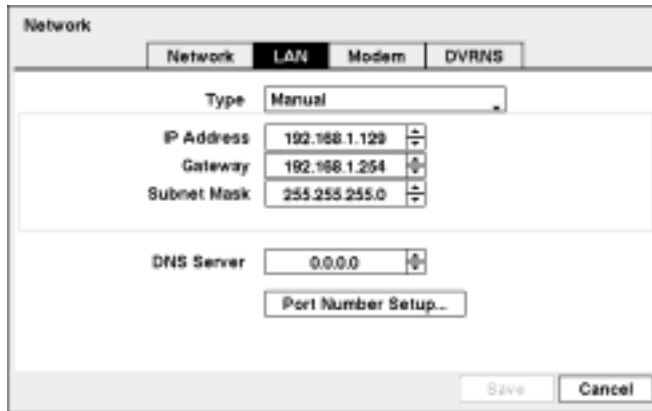 Network
Network LAN Modem DVRNS
Type Manual
IP Address 192.168.1.129
Gateway 192.168.1.254
Subnet Mask 255.255.255.0
DNS Server 0.0.0.0
Port Number Setup...
Save Cancel